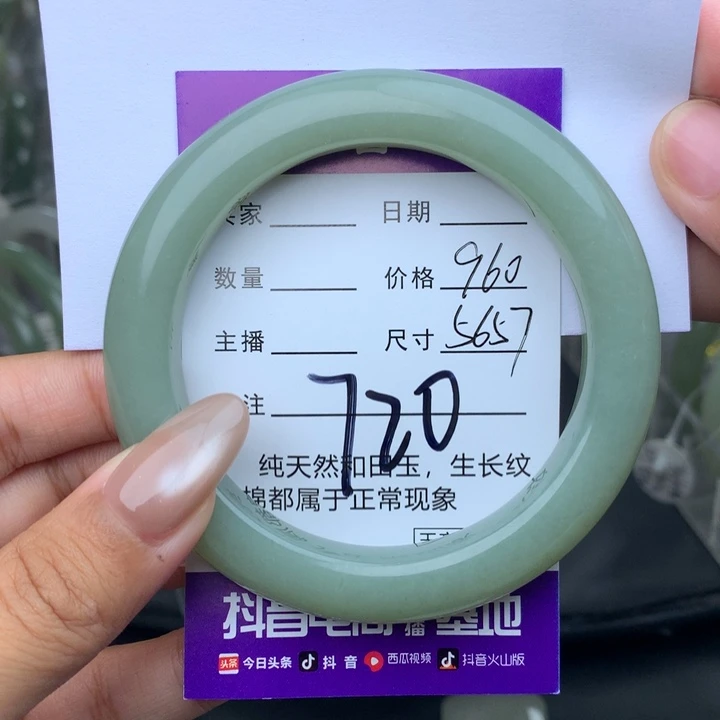 家 日期
数量 价格 960
主播 尺寸 5657
注 720
纯天然和田玉，生长纹
棉都属于正常现象
抖音电商 播基地
头条 今日头条 抖音 西瓜视频 抖音火山版